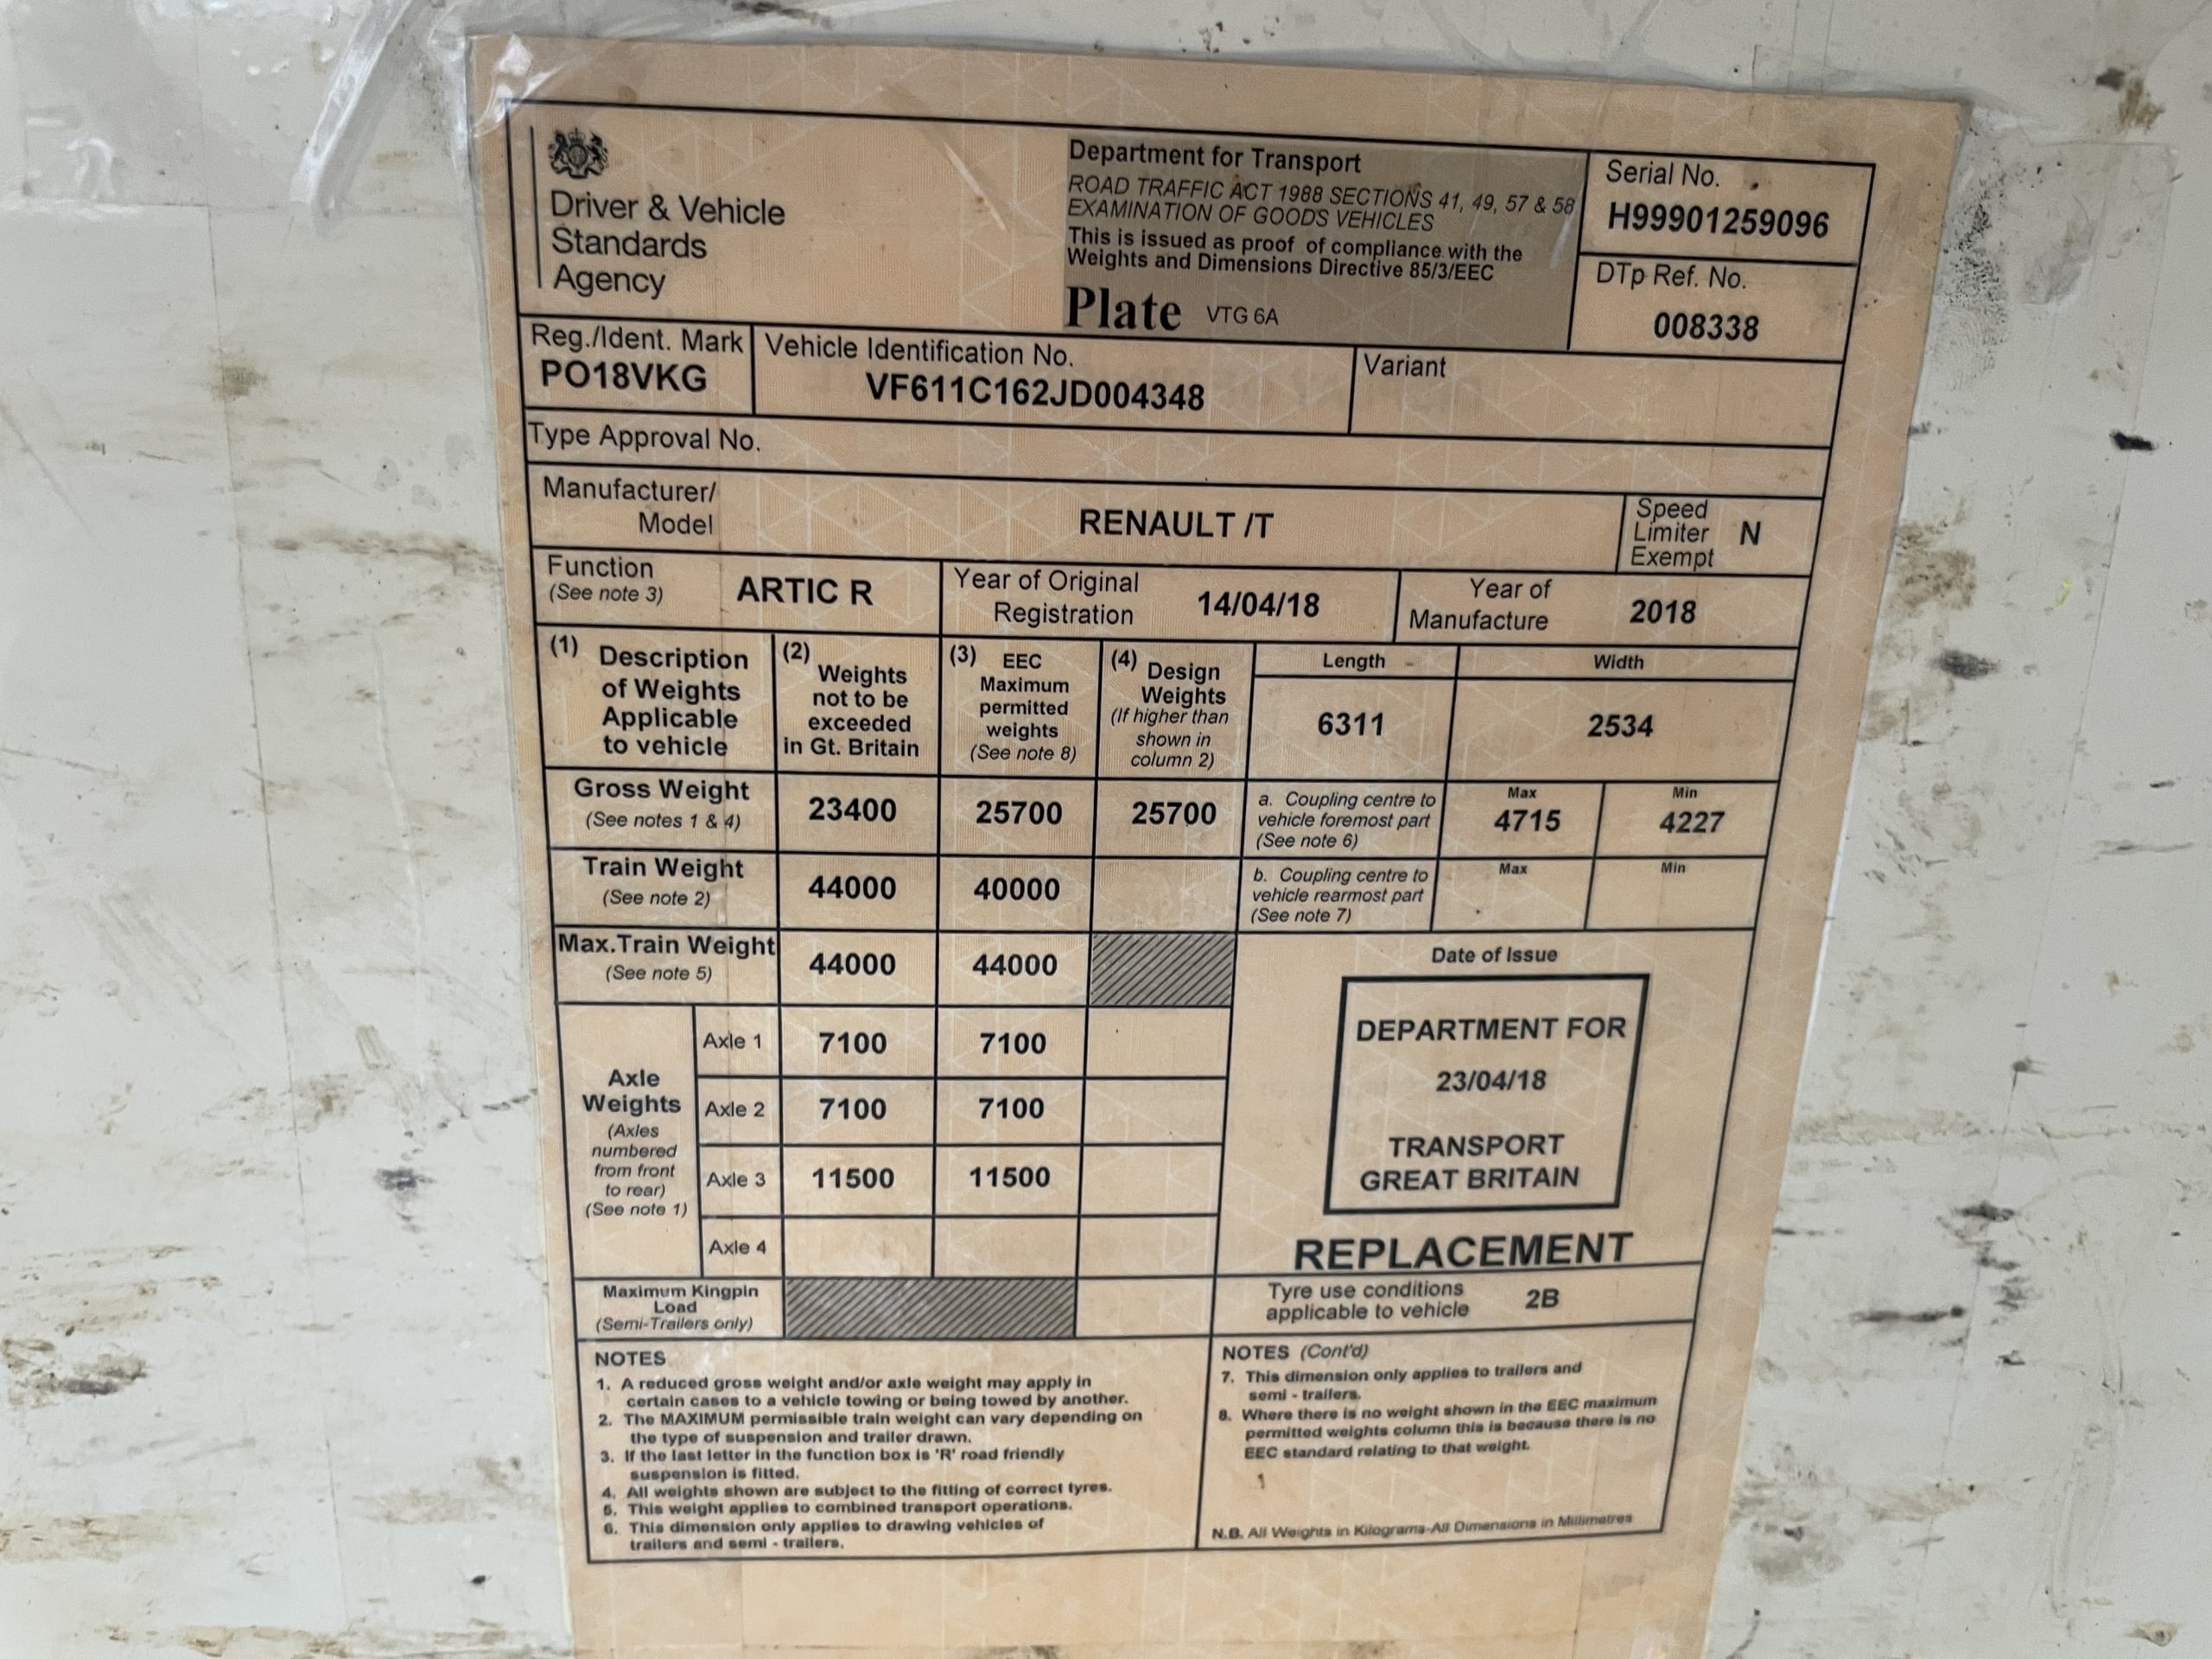 Driver & Vehicle
Standards
Agency
Department for Transport
ROAD TRAFFIC ACT 1988 SECTIONS 41, 49, 57 & 58
EXAMINATION OF GOODS VEHICLES
This is issued as proof of compliance with the
Weights and Dimensions Directive 85/3/EEC
Plate VTG 6A
Serial No.
H99901259096
DTp Ref. No.
008338
Reg./Ident. Mark
PO18VKG
Vehicle Identification No.
VF611C162JD004348
Variant
Type Approval No.
Manufacturer/
Model
RENAULT /T
Speed
Limiter
Exempt
N
Function
(See note 3)
ARTIC R
Year of Original
Registration
14/04/18
Year of
Manufacture
2018
(1) Description
of Weights
Applicable
to vehicle
(2)
Weights
not to be
exceeded
in Gt. Britain
(3) EEC
Maximum
permitted
weights
(See note 8)
(4) Design
Weights
(If higher than
shown in
column 2)
Length
6311
Width
2534
Gross Weight
(See notes 1 & 4)
23400
25700
25700
a. Coupling centre to
vehicle foremost part
(See note 6)
Max
4715
Min
4227
Train Weight
(See note 2)
44000
40000
b. Coupling centre to
vehicle rearmost part
(See note 7)
Max
Min
Max.Train Weight
(See note 5)
44000
44000
Axle
Weights
(Axles
numbered
from front
to rear)
(See note 1)
Axle 1
7100
7100
Axle 2
7100
7100
Axle 3
11500
11500
Axle 4
Date of Issue
DEPARTMENT FOR
23/04/18
TRANSPORT
GREAT BRITAIN
REPLACEMENT
Maximum Kingpin
Load
(Semi-Trailers only)
Tyre use conditions
applicable to vehicle
2B
NOTES
1. A reduced gross weight and/or axle weight may apply in
certain cases to a vehicle towing or being towed by another.
2. The MAXIMUM permissible train weight can vary depending on
the type of suspension and trailer drawn.
3. If the last letter in the function box is 'R' road friendly
suspension is fitted.
4. All weights shown are subject to the fitting of correct tyres.
5. This weight applies to combined transport operations.
6. This dimension only applies to drawing vehicles of
trailers and semi - trailers.
NOTES (Cont'd)
7. This dimension only applies to trailers and
semi - trailers.
8. Where there is no weight shown in the EEC maximum
permitted weights column this is because there is no
EEC standard relating to that weight.
N.B. All Weights in Kilograms-All Dimensions in Millimetres